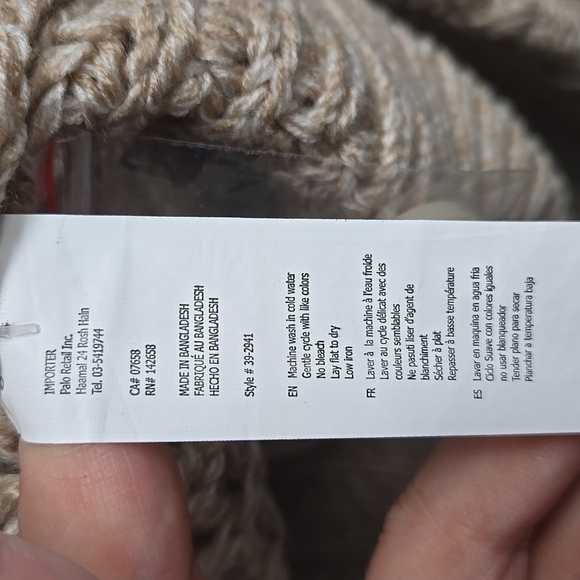 IMPORTER
Palo Retail Inc.
Haamal 24 Rosh Hain
Tel. 03-5419744
CA# 07658
RN# 142658
MADE IN BANGLADESH
FABRIQUÉ AU BANGLADESH
HECHO EN BANGLADESH
Style # 39-2941
EN Machine wash in cold water
Gentle cycle with like colors
No bleach
Lay flat to dry
Low iron
FR Laver à la machine à l'eau froide
Laver au cycle délicat avec des
couleurs semblables
Ne pasuti liser d'agent de
blanchiment
Sécher à plat
Repasser à basse température
ES Lavar en maquina en agua fria
Ciclo Suave con colores iguales
no usar blanqueador
Tender plano para secar
Planchar a temperatura baja